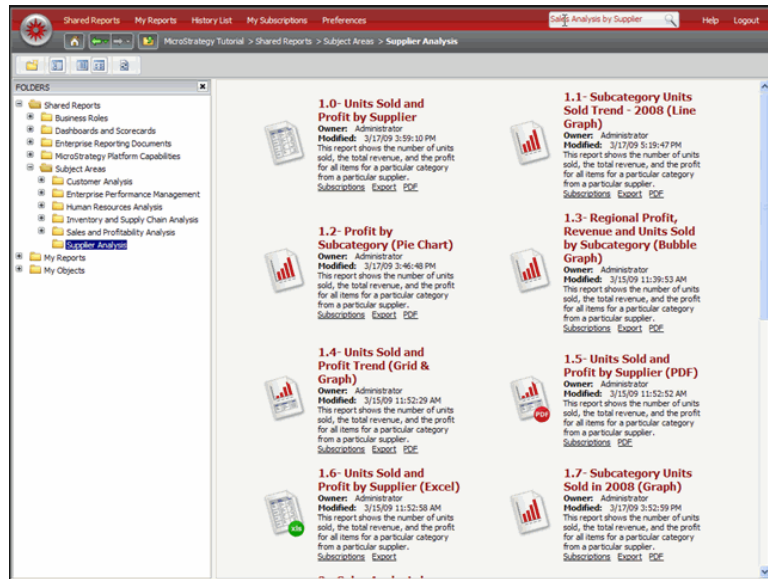 Shared Reports My Reports History List My Subscriptions Preferences Sales Analysis by Supplier Help Logout
MicroStrategy Tutorial > Shared Reports > Subject Areas > Supplier Analysis
FOLDERS
Shared Reports
Business Roles
Dashboards and Scorecards
Enterprise Reporting Documents
MicroStrategy Platform Capabilities
Subject Areas
Customer Analysis
Enterprise Performance Management
Human Resources Analysis
Inventory and Supply Chain Analysis
Sales and Profitability Analysis
Supplier Analysis
My Reports
My Objects
1.0- Units Sold and
Profit by Supplier
Owner: Administrator
Modified: 3/17/09 3:59:10 PM
This report shows the number of units
sold, the total revenue, and the profit
for all items for a particular category
from a particular supplier.
Subscriptions Export PDF
1.1- Subcategory Units
Sold Trend - 2008 (Line
Graph)
Owner: Administrator
Modified: 3/17/09 5:19:47 PM
This report shows the number of units
sold, the total revenue, and the profit
for all items for a particular category
from a particular supplier.
Subscriptions Export PDF
1.2- Profit by
Subcategory (Pie Chart)
Owner: Administrator
Modified: 3/17/09 3:46:48 PM
This report shows the number of units
sold, the total revenue, and the profit
for all items for a particular category
from a particular supplier.
Subscriptions Export PDF
1.3- Regional Profit,
Revenue and Units Sold
by Subcategory (Bubble
Graph)
Owner: Administrator
Modified: 3/17/09 11:39:53 AM
This report shows the number of units
sold, the total revenue, and the profit
for all items for a particular category
from a particular supplier.
Subscriptions Export PDF
1.4- Units Sold and
Profit Trend (Grid &
Graph)
Owner: Administrator
Modified: 3/15/09 11:52:29 AM
This report shows the number of units
sold, the total revenue, and the profit
for all items for a particular category
from a particular supplier.
Subscriptions Export PDF
1.5- Units Sold and
Profit by Supplier (PDF)
Owner: Administrator
Modified: 3/15/09 11:52:52 AM
This report shows the number of units
sold, the total revenue, and the profit
for all items for a particular category
from a particular supplier.
Subscriptions PDF
PDF
1.6- Units Sold and
Profit by Supplier (Excel)
Owner: Administrator
Modified: 3/15/09 11:52:58 AM
This report shows the number of units
sold, the total revenue, and the profit
for all items for a particular category
from a particular supplier.
Subscriptions Export
xls
1.7- Subcategory Units
Sold in 2008 (Graph)
Owner: Administrator
Modified: 3/17/09 3:52:59 PM
This report shows the number of units
sold, the total revenue, and the profit
for all items for a particular category
from a particular supplier.
Subscriptions Export PDF